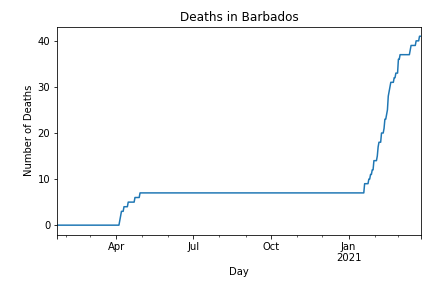 Deaths in Barbados
Number of Deaths
40
30
20
10
0
Apr
Jul
Oct
Jan
2021
Day